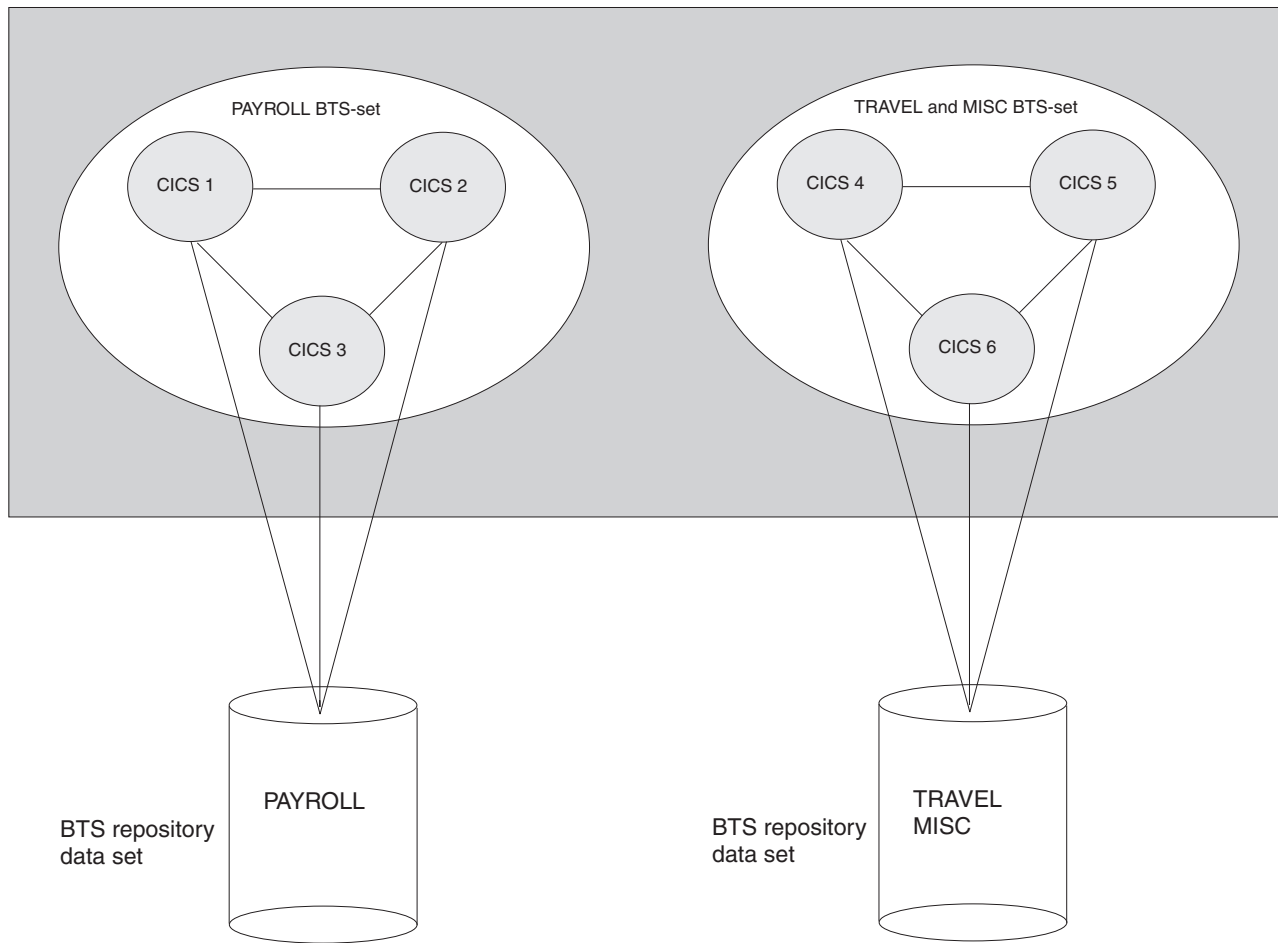 PAYROLL BTS-set
CICS 1
CICS 2
CICS 3
TRAVEL and MISC BTS-set
CICS 4
CICS 5
CICS 6
BTS repository
data set
PAYROLL
BTS repository
data set
TRAVEL
MISC